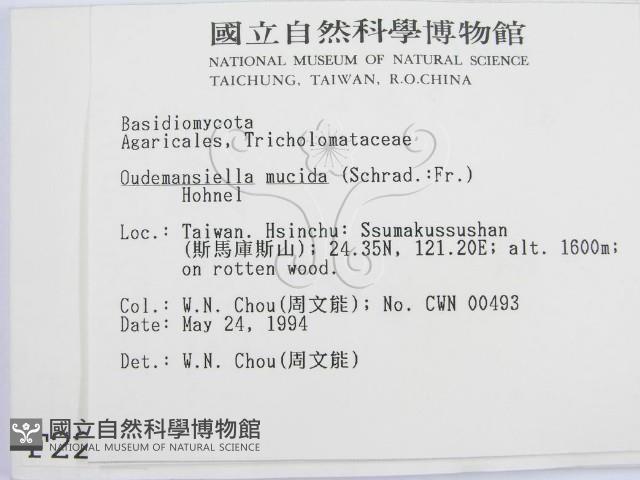 國立自然科學博物館
NATIONAL MUSEUM OF NATURAL SCIENCE
TAICHUNG, TAIWAN, R.O.CHINA
Basidiomycota
Agaricales, Tricholomataceae
Oudemansiella mucida (Schrad.:Fr.)
Hohnel
Loc.: Taiwan. Hsinchu: Ssumakussushan
(斯馬庫斯山); 24.35N, 121.20E; alt. 1600m;
on rotten wood.
Col.: W.N. Chou(周文能); No. CWN 00493
Date: May 24, 1994
Det.: W.N. Chou(周文能)
國立自然科學博物館
NATIONAL MUSEUM OF NATURAL SCIENCE